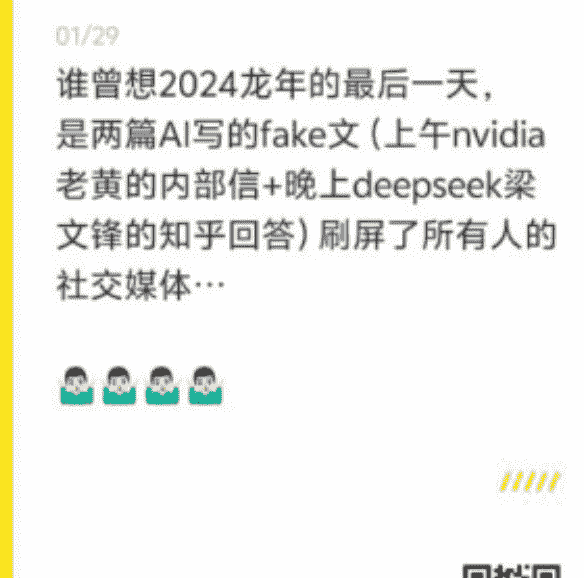 01/29
谁曾想2024龙年的最后一天，
是两篇AI写的fake文（上午nvidia
老黄的内部信+晚上deepseek梁
文锋的知乎回答）刷屏了所有人的
社交媒体…